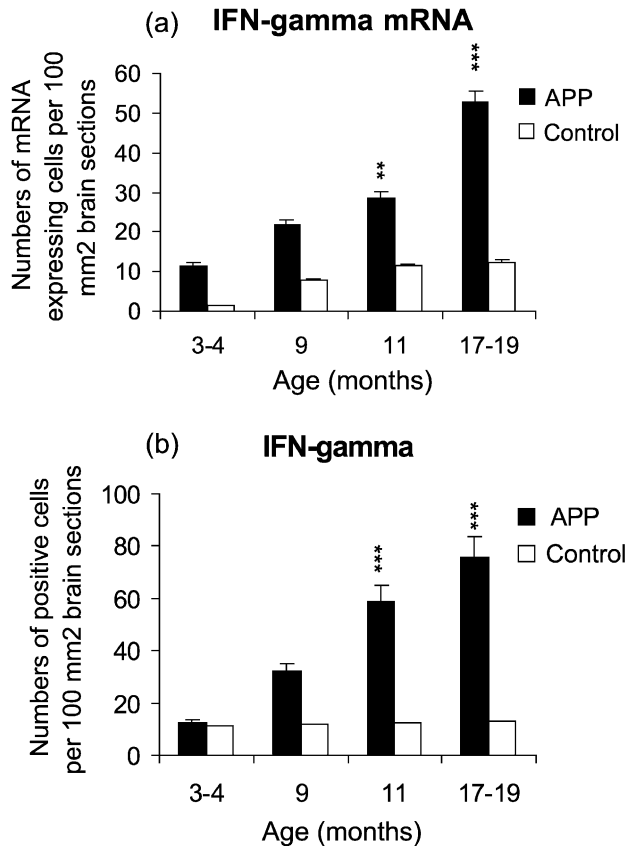 (a) IFN-gamma mRNA
Numbers of mRNA
expressing cells per 100
mm2 brain sections
60
50
40
30
20
10
0
**
***
APP
Control
3-4 9 11 17-19
Age (months)
(b) IFN-gamma
Numbers of positive cells
per 100 mm2 brain sections
100
80
60
40
20
0
***
***
APP
Control
3-4 9 11 17-19
Age (months)